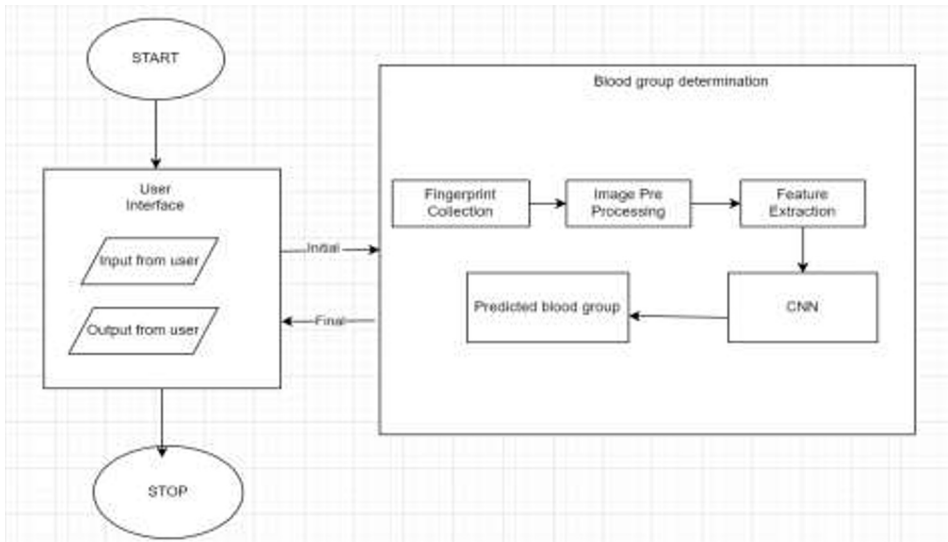 START
Blood group determination
User
Interface
Fingerprint
Collection
Image Pre
Processing
Feature
Extraction
Input from user
Initial
Predicted blood group
CNN
Output from user
Final
STOP